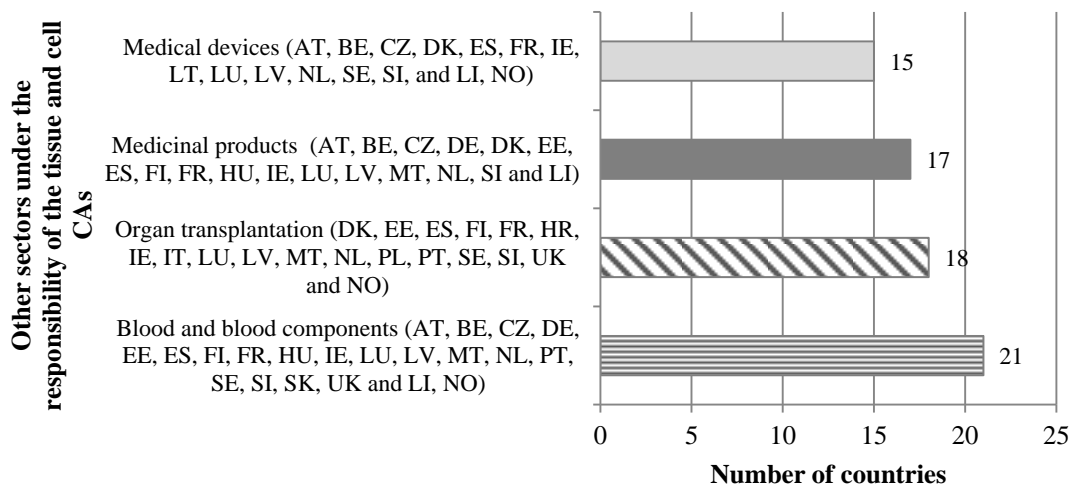 Other sectors under the
responsibility of the tissue and cell
CAs
Medical devices (AT, BE, CZ, DK, ES, FR, IE,
LT, LU, LV, NL, SE, SI, and LI, NO)
15
Medicinal products (AT, BE, CZ, DE, DK, EE,
ES, FI, FR, HU, IE, LU, LV, MT, NL, SI and LI)
17
Organ transplantation (DK, EE, ES, FI, FR, HR,
IE, IT, LU, LV, MT, NL, PL, PT, SE, SI, UK
and NO)
18
Blood and blood components (AT, BE, CZ, DE,
EE, ES, FI, FR, HU, IE, LU, LV, MT, NL, PT,
SE, SI, SK, UK and LI, NO)
21
0 5 10 15 20 25
Number of countries